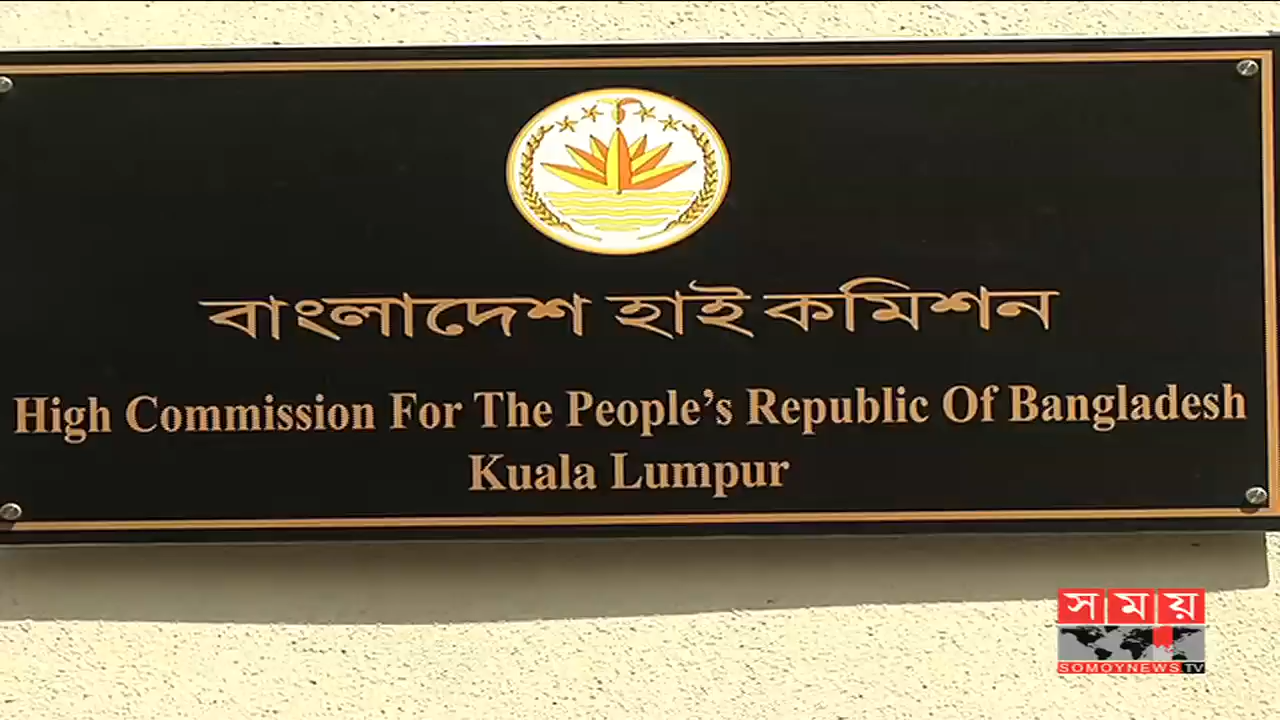 বাংলাদেশ হাই কমিশন
High Commission For The People's Republic Of Bangladesh
Kuala Lumpur
সময়
SOMOYNEWS TV